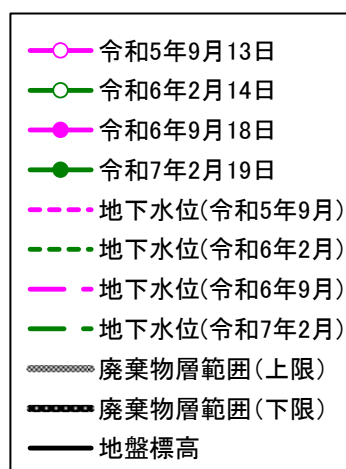 令和5年9月13日
令和6年2月14日
令和6年9月18日
令和7年2月19日
地下水位(令和5年9月)
地下水位(令和6年2月)
地下水位(令和6年9月)
地下水位(令和7年2月)
廃棄物層範囲(上限)
廃棄物層範囲(下限)
地盤標高